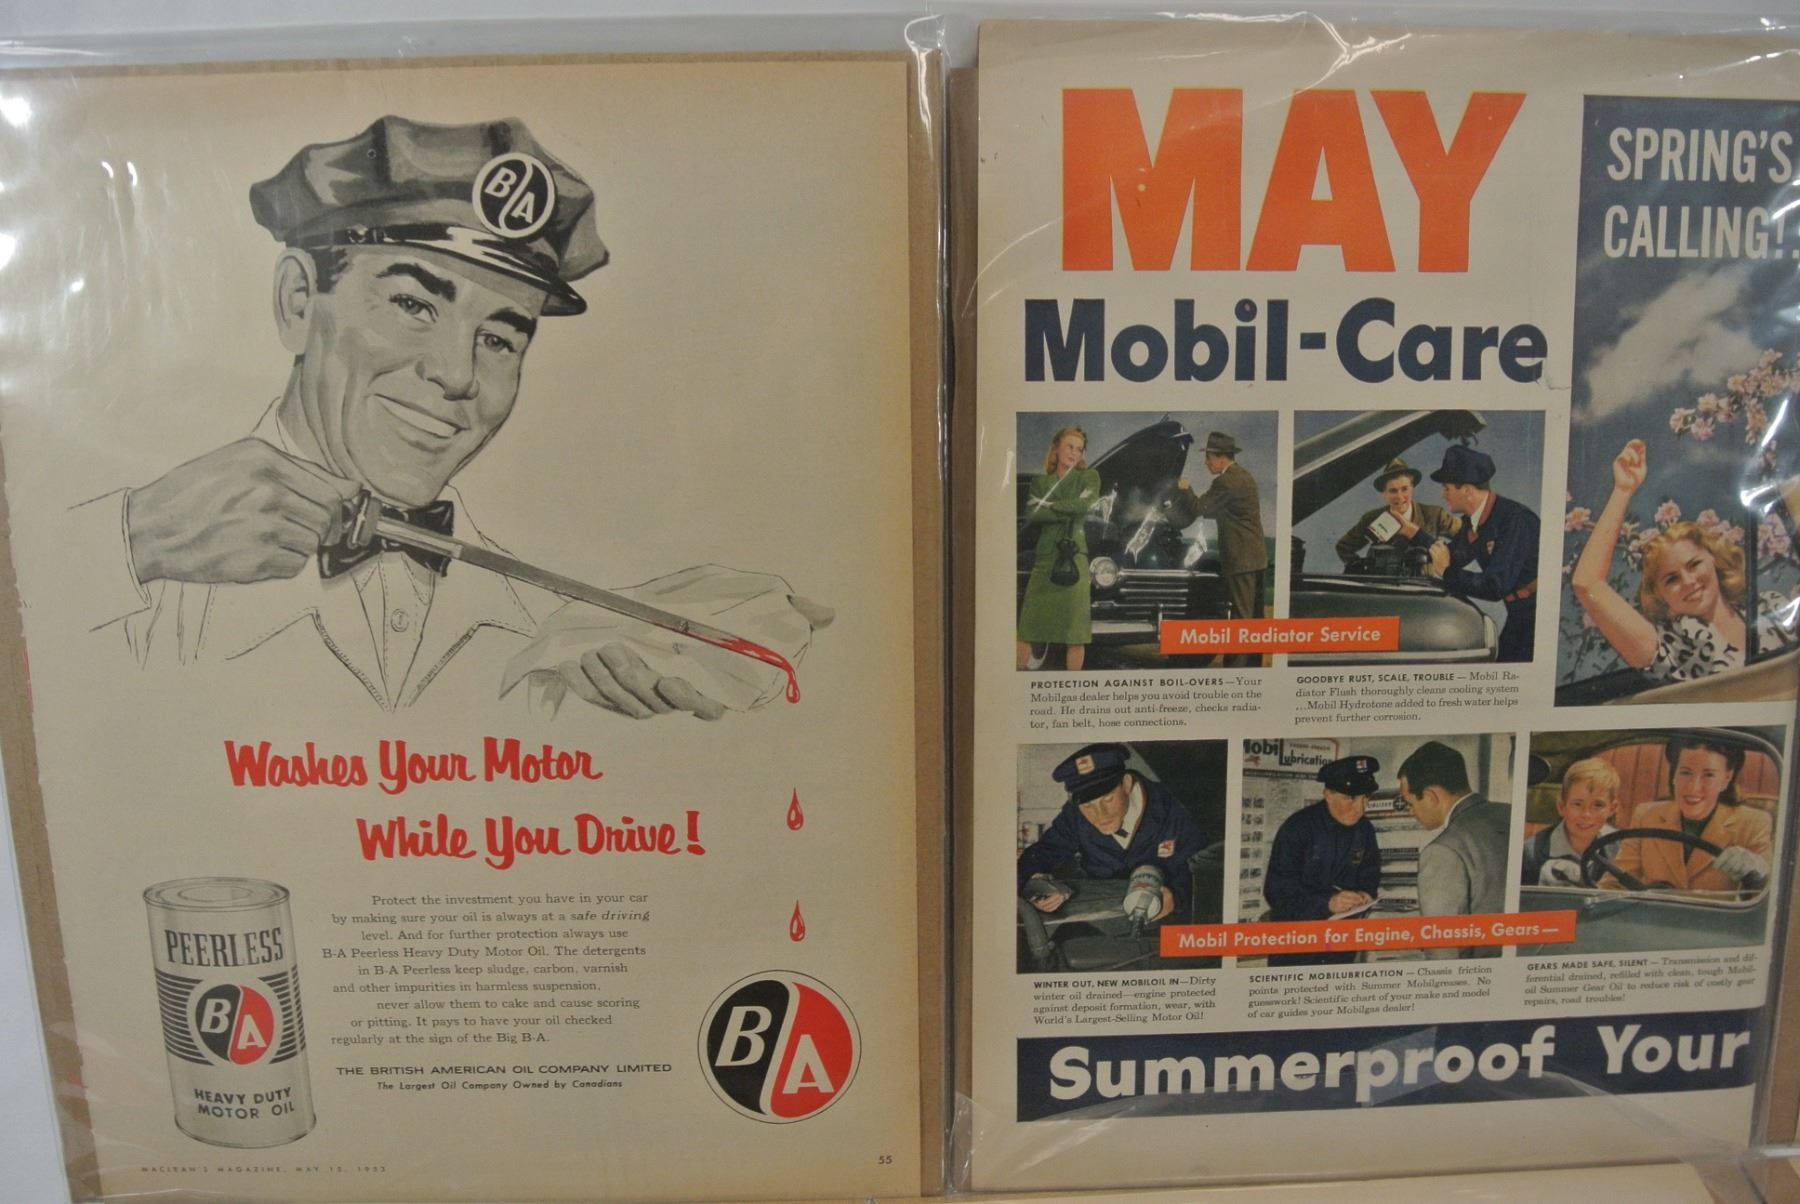 B/A
Washes Your Motor
While You Drive!
Protect the investment you have in your car
by making sure your oil is always at a safe driving
level. And for further protection always use
B-A Peerless Heavy Duty Motor Oil. The detergents
in B-A Peerless keep sludge, carbon, varnish
and other impurities in harmless suspension,
never allow them to cake and cause scoring
or pitting. It pays to have your oil checked
regularly at the sign of the Big B-A.
THE BRITISH AMERICAN OIL COMPANY LIMITED
The Largest Oil Company Owned by Canadians
PEERLESS
B/A
HEAVY DUTY
MOTOR OIL
B/A
MACLEAN'S MAGAZINE, MAY 15, 1953
55
MAY
Mobil-Care
SPRING'S
CALLING!
Mobil Radiator Service
PROTECTION AGAINST BOIL-OVERS—Your
Mobilgas dealer helps you avoid trouble on the
road. He drains out anti-freeze, checks radia-
tor, fan belt, hose connections.
GOODBYE RUST, SCALE, TROUBLE — Mobil Ra-
diator Flush thoroughly cleans cooling system
...Mobil Hydrotone added to fresh water helps
prevent further corrosion.
Mobil
Lubrication
Mobil Protection for Engine, Chassis, Gears—
WINTER OUT, NEW MOBILOIL IN—Dirty
winter oil drained—engine protected
against deposit formation, wear, with
World's Largest-Selling Motor Oil!
SCIENTIFIC MOBILUBRICATION — Chassis friction
points protected with Summer Mobilgreases. No
guesswork! Scientific chart of your make and model
of car guides your Mobilgas dealer!
GEARS MADE SAFE, SILENT — Transmission and dif-
ferential drained, refilled with clean, tough Mobil-
oil Summer Gear Oil to reduce risk of costly gear
repairs, road troubles!
Summerproof Your